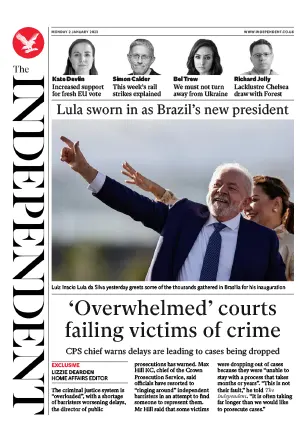 MONDAY 2 JANUARY 2023
WWW.INDEPENDENT.CO.UK
The
INDEPENDENT
Kate Devlin
Increased support
for fresh EU vote
Simon Calder
This week's rail
strikes explained
Bel Trew
We must not turn
away from Ukraine
Richard Jolly
Lacklustre Chelsea
draw with Forest
Lula sworn in as Brazil's new president
Luiz Inacio Lula da Silva yesterday greets some of the thousands gathered in Brasilia for his inauguration
‘Overwhelmed’ courts
failing victims of crime
CPS chief warns delays are leading to cases being dropped
EXCLUSIVE
LIZZIE DEARDEN
HOME AFFAIRS EDITOR
The criminal justice system is
“overloaded”, with a shortage
of barristers worsening delays,
the director of public
prosecutions has warned. Max
Hill KC, chief of the Crown
Prosecution Service, said
officials have resorted to
“ringing around” independent
barristers in an attempt to find
someone to represent them.
Mr Hill said that some victims
were dropping out of cases
because they were “unable to
stay with a process that takes
months or years”. “This is not
their fault,” he told The
Independent. “It is often taking
far longer than we would like
to prosecute cases.”